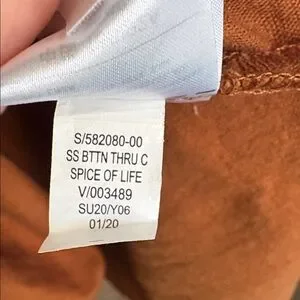 S/582080-00
SS BTTN THRU C
SPICE OF LIFE
V/003489
SU20/Y06
01/20